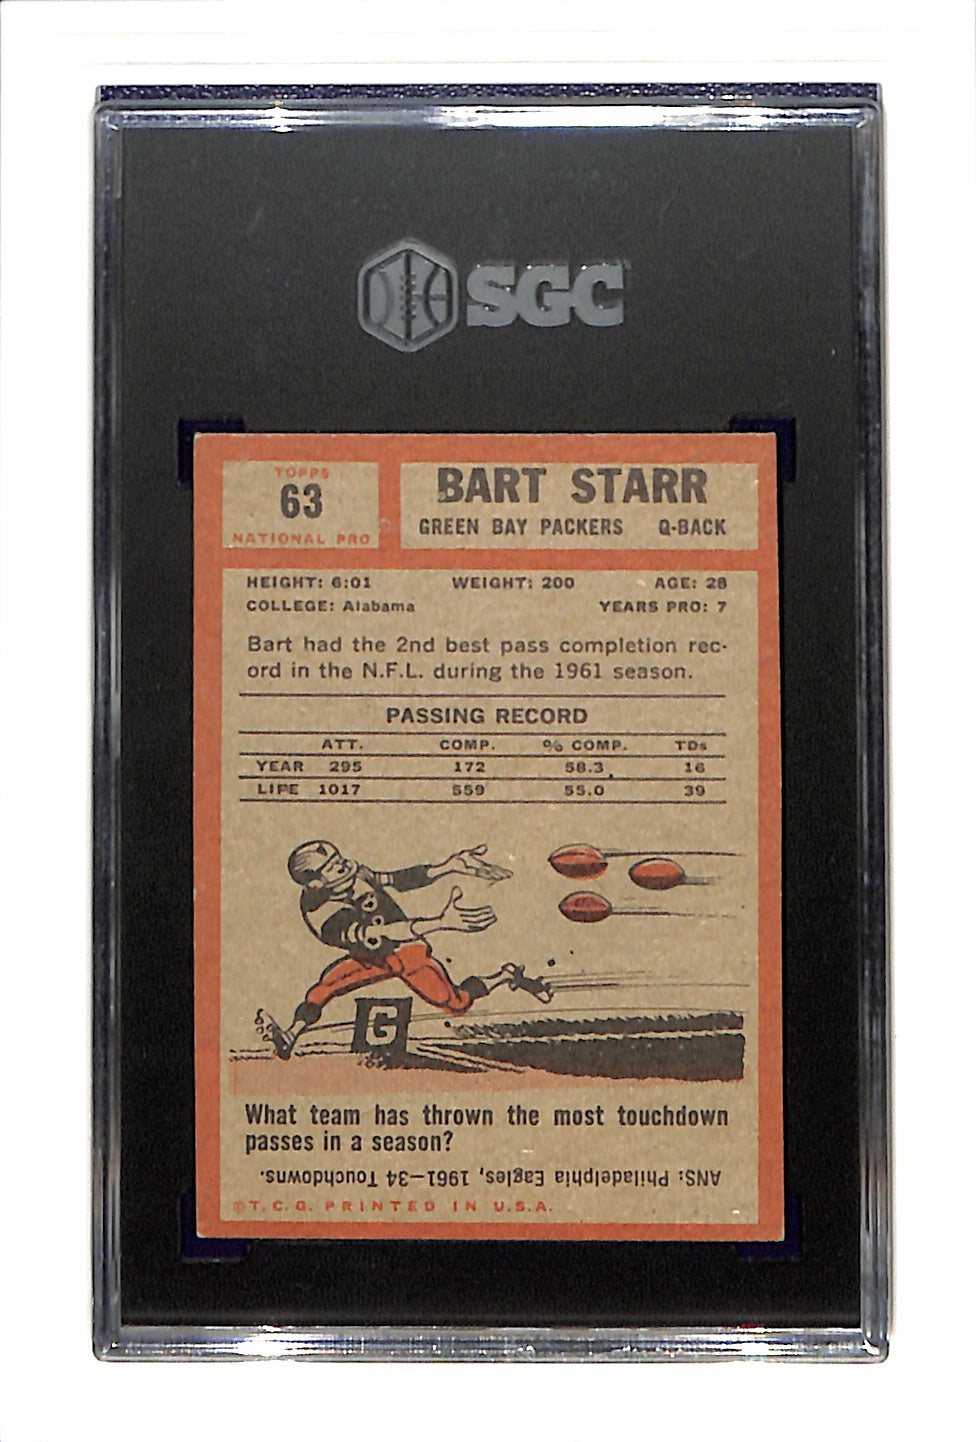 SGC
TOPPS
63
NATIONAL PRO
BART STARR
GREEN BAY PACKERS Q-BACK
HEIGHT: 6:01 WEIGHT: 200 AGE: 28
COLLEGE: Alabama YEARS PRO: 7
Bart had the 2nd best pass completion rec-
ord in the N.F.L. during the 1961 season.
PASSING RECORD
ATT. COMP. % COMP. TDs
YEAR 295 172 58.3 16
LIFE 1017 559 55.0 39
G
What team has thrown the most touchdown
passes in a season?
ANS: Philadelphia Eagles, 1961—34 Touchdowns.
©T.C.G. PRINTED IN U.S.A.